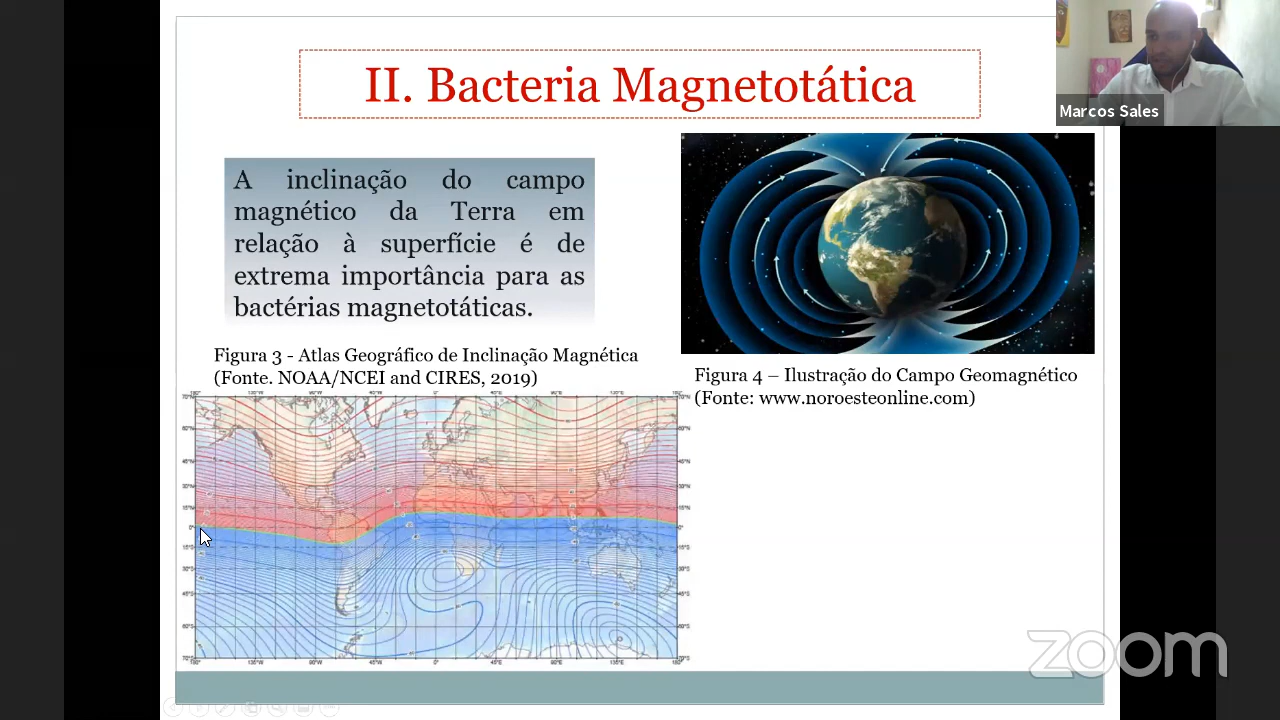 II. Bacteria Magnetotática
Marcos Sales
A inclinação do campo
magnético da Terra em
relação à superfície é de
extrema importância para as
bactérias magnetotáticas.
Figura 3 - Atlas Geográfico de Inclinação Magnética
(Fonte. NOAA/NCEI and CIRES, 2019)
Figura 4 – Ilustração do Campo Geomagnético
(Fonte: www.noroesteonline.com)
zoom